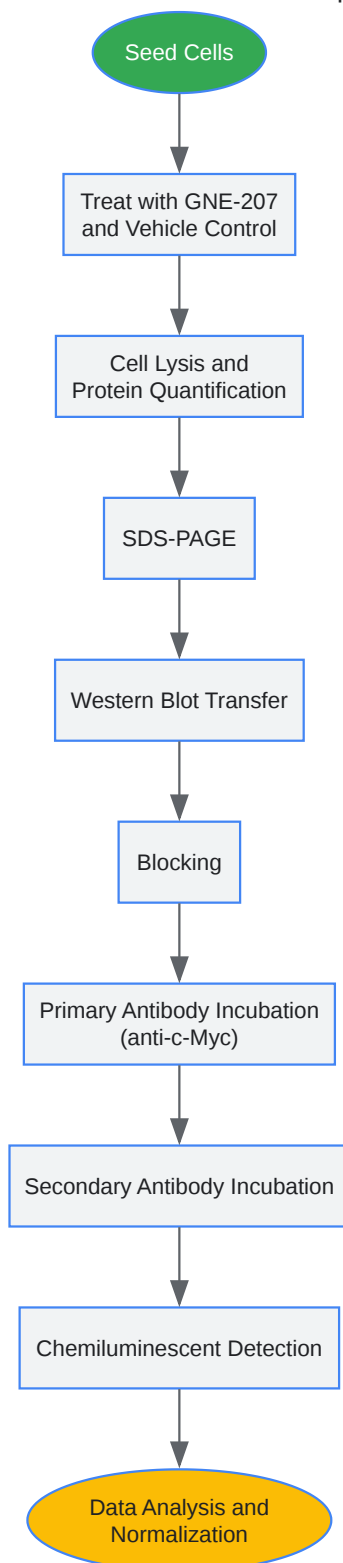 Seed Cells
Treat with GNE-207
and Vehicle Control
Cell Lysis and
Protein Quantification
SDS-PAGE
Western Blot Transfer
Blocking
Primary Antibody Incubation
(anti-c-Myc)
Secondary Antibody Incubation
Chemiluminescent Detection
Data Analysis and
Normalization